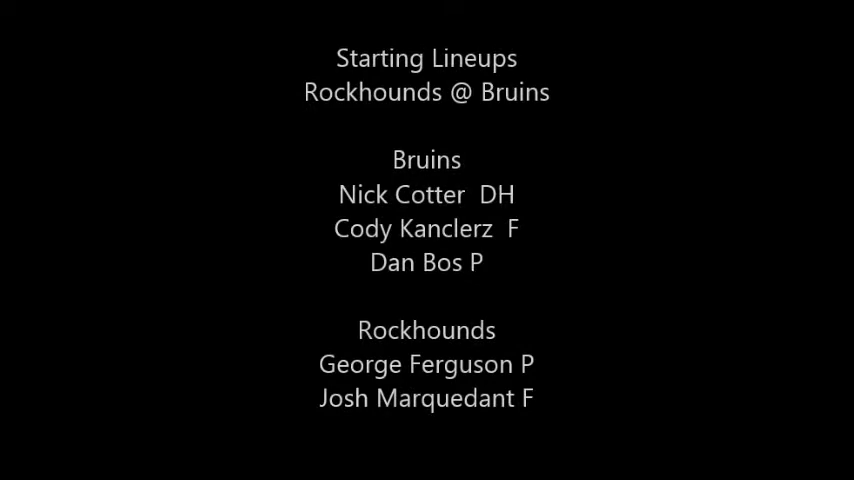 Starting Lineups
Rockhounds @ Bruins
Bruins
Nick Cotter  DH
Cody Kanclerz  F
Dan Bos P
Rockhounds
George Ferguson P
Josh Marquedant F